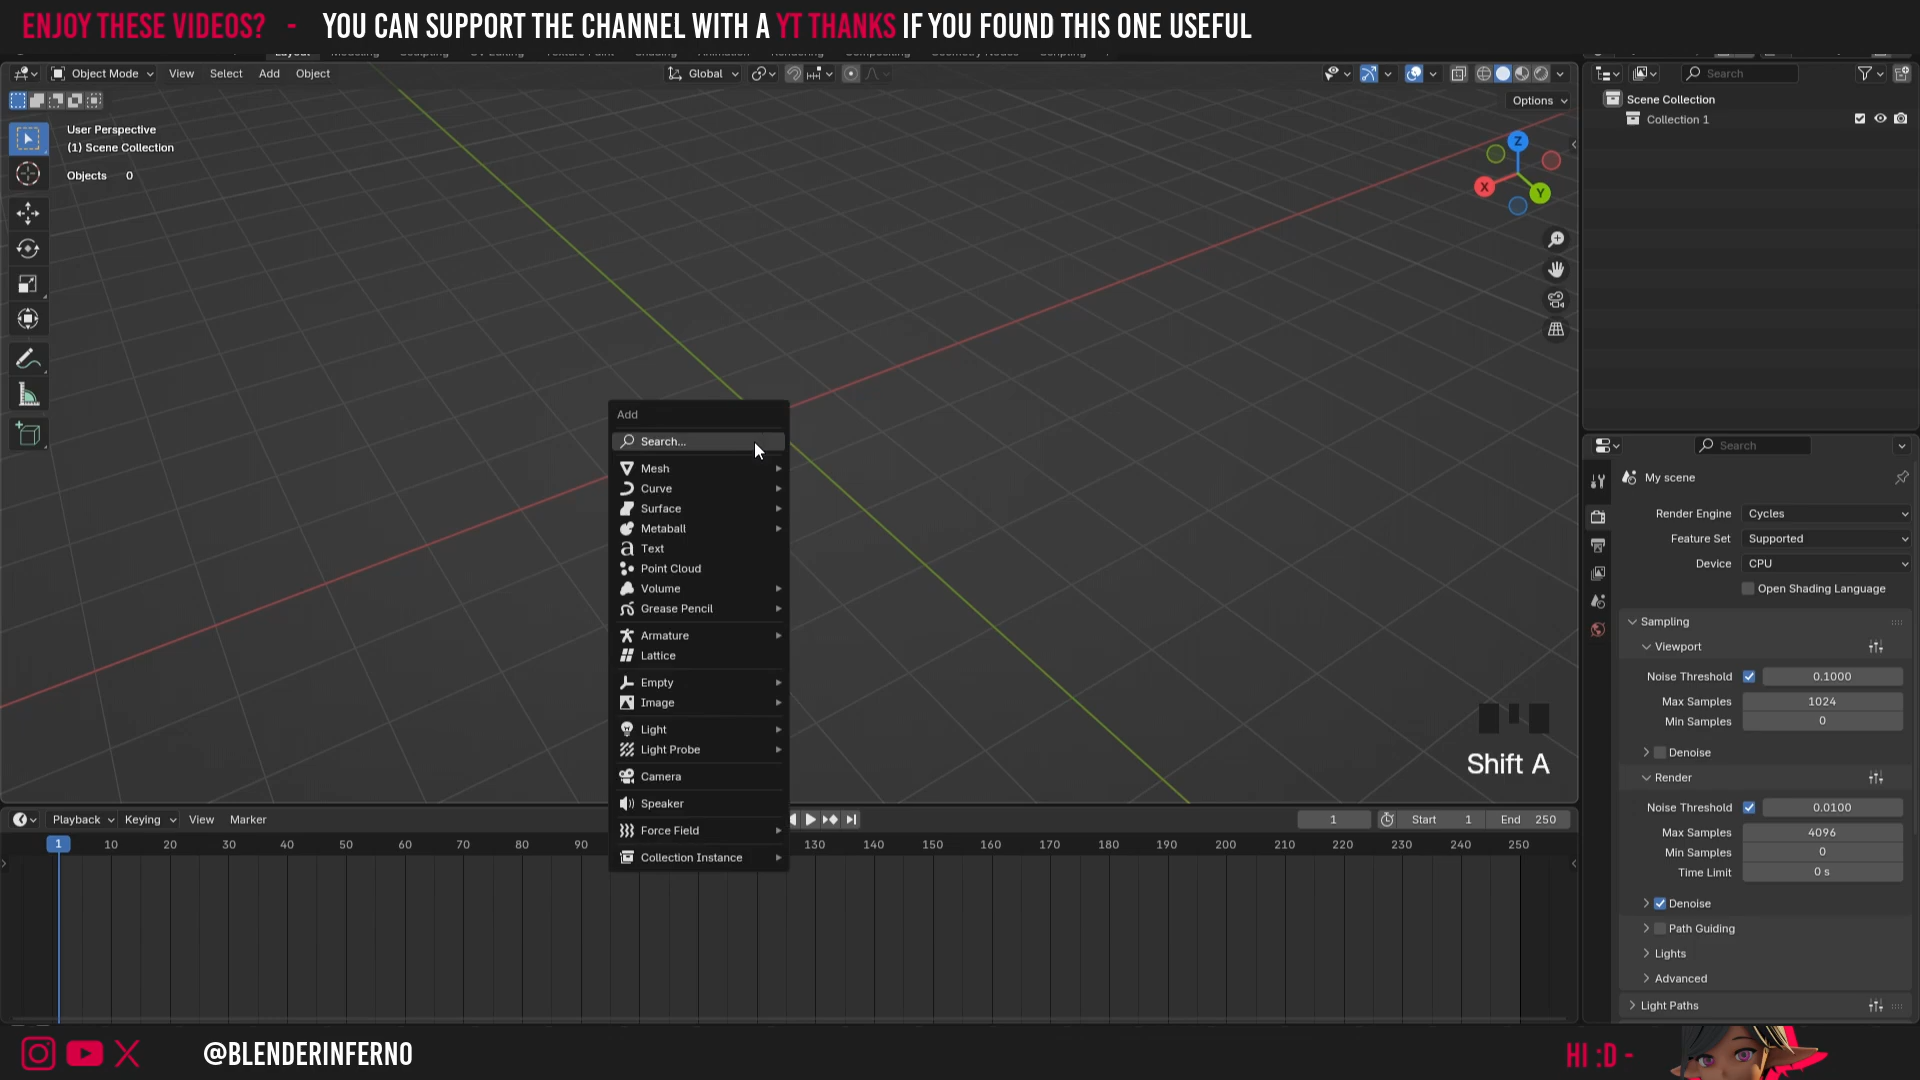 ENJOY THESE VIDEOS? - YOU CAN SUPPORT THE CHANNEL WITH A YT THANKS IF YOU FOUND THIS ONE USEFUL
Object Mode View Select Add Object Global Search
Options
User Perspective
(1) Scene Collection
Objects 0
Z
X
Y
Scene Collection
Collection 1
Add
Search...
Mesh
Curve
Surface
Metaball
Text
Point Cloud
Volume
Grease Pencil
Armature
Lattice
Empty
Image
Light
Light Probe
Camera
Speaker
Force Field
Collection Instance
Shift A
Search
My scene
Render Engine Cycles
Feature Set Supported
Device CPU
Open Shading Language
Sampling
Viewport
Noise Threshold 0.1000
Max Samples 1024
Min Samples 0
Denoise
Render
Noise Threshold 0.0100
Max Samples 4096
Min Samples 0
Time Limit 0 s
Denoise
Path Guiding
Lights
Advanced
Light Paths
Playback Keying View Marker 1 Start 1 End 250
1 10 20 30 40 50 60 70 80 90 130 140 150 160 170 180 190 200 210 220 230 240 250
@BLENDERINFERNO
HI :D -